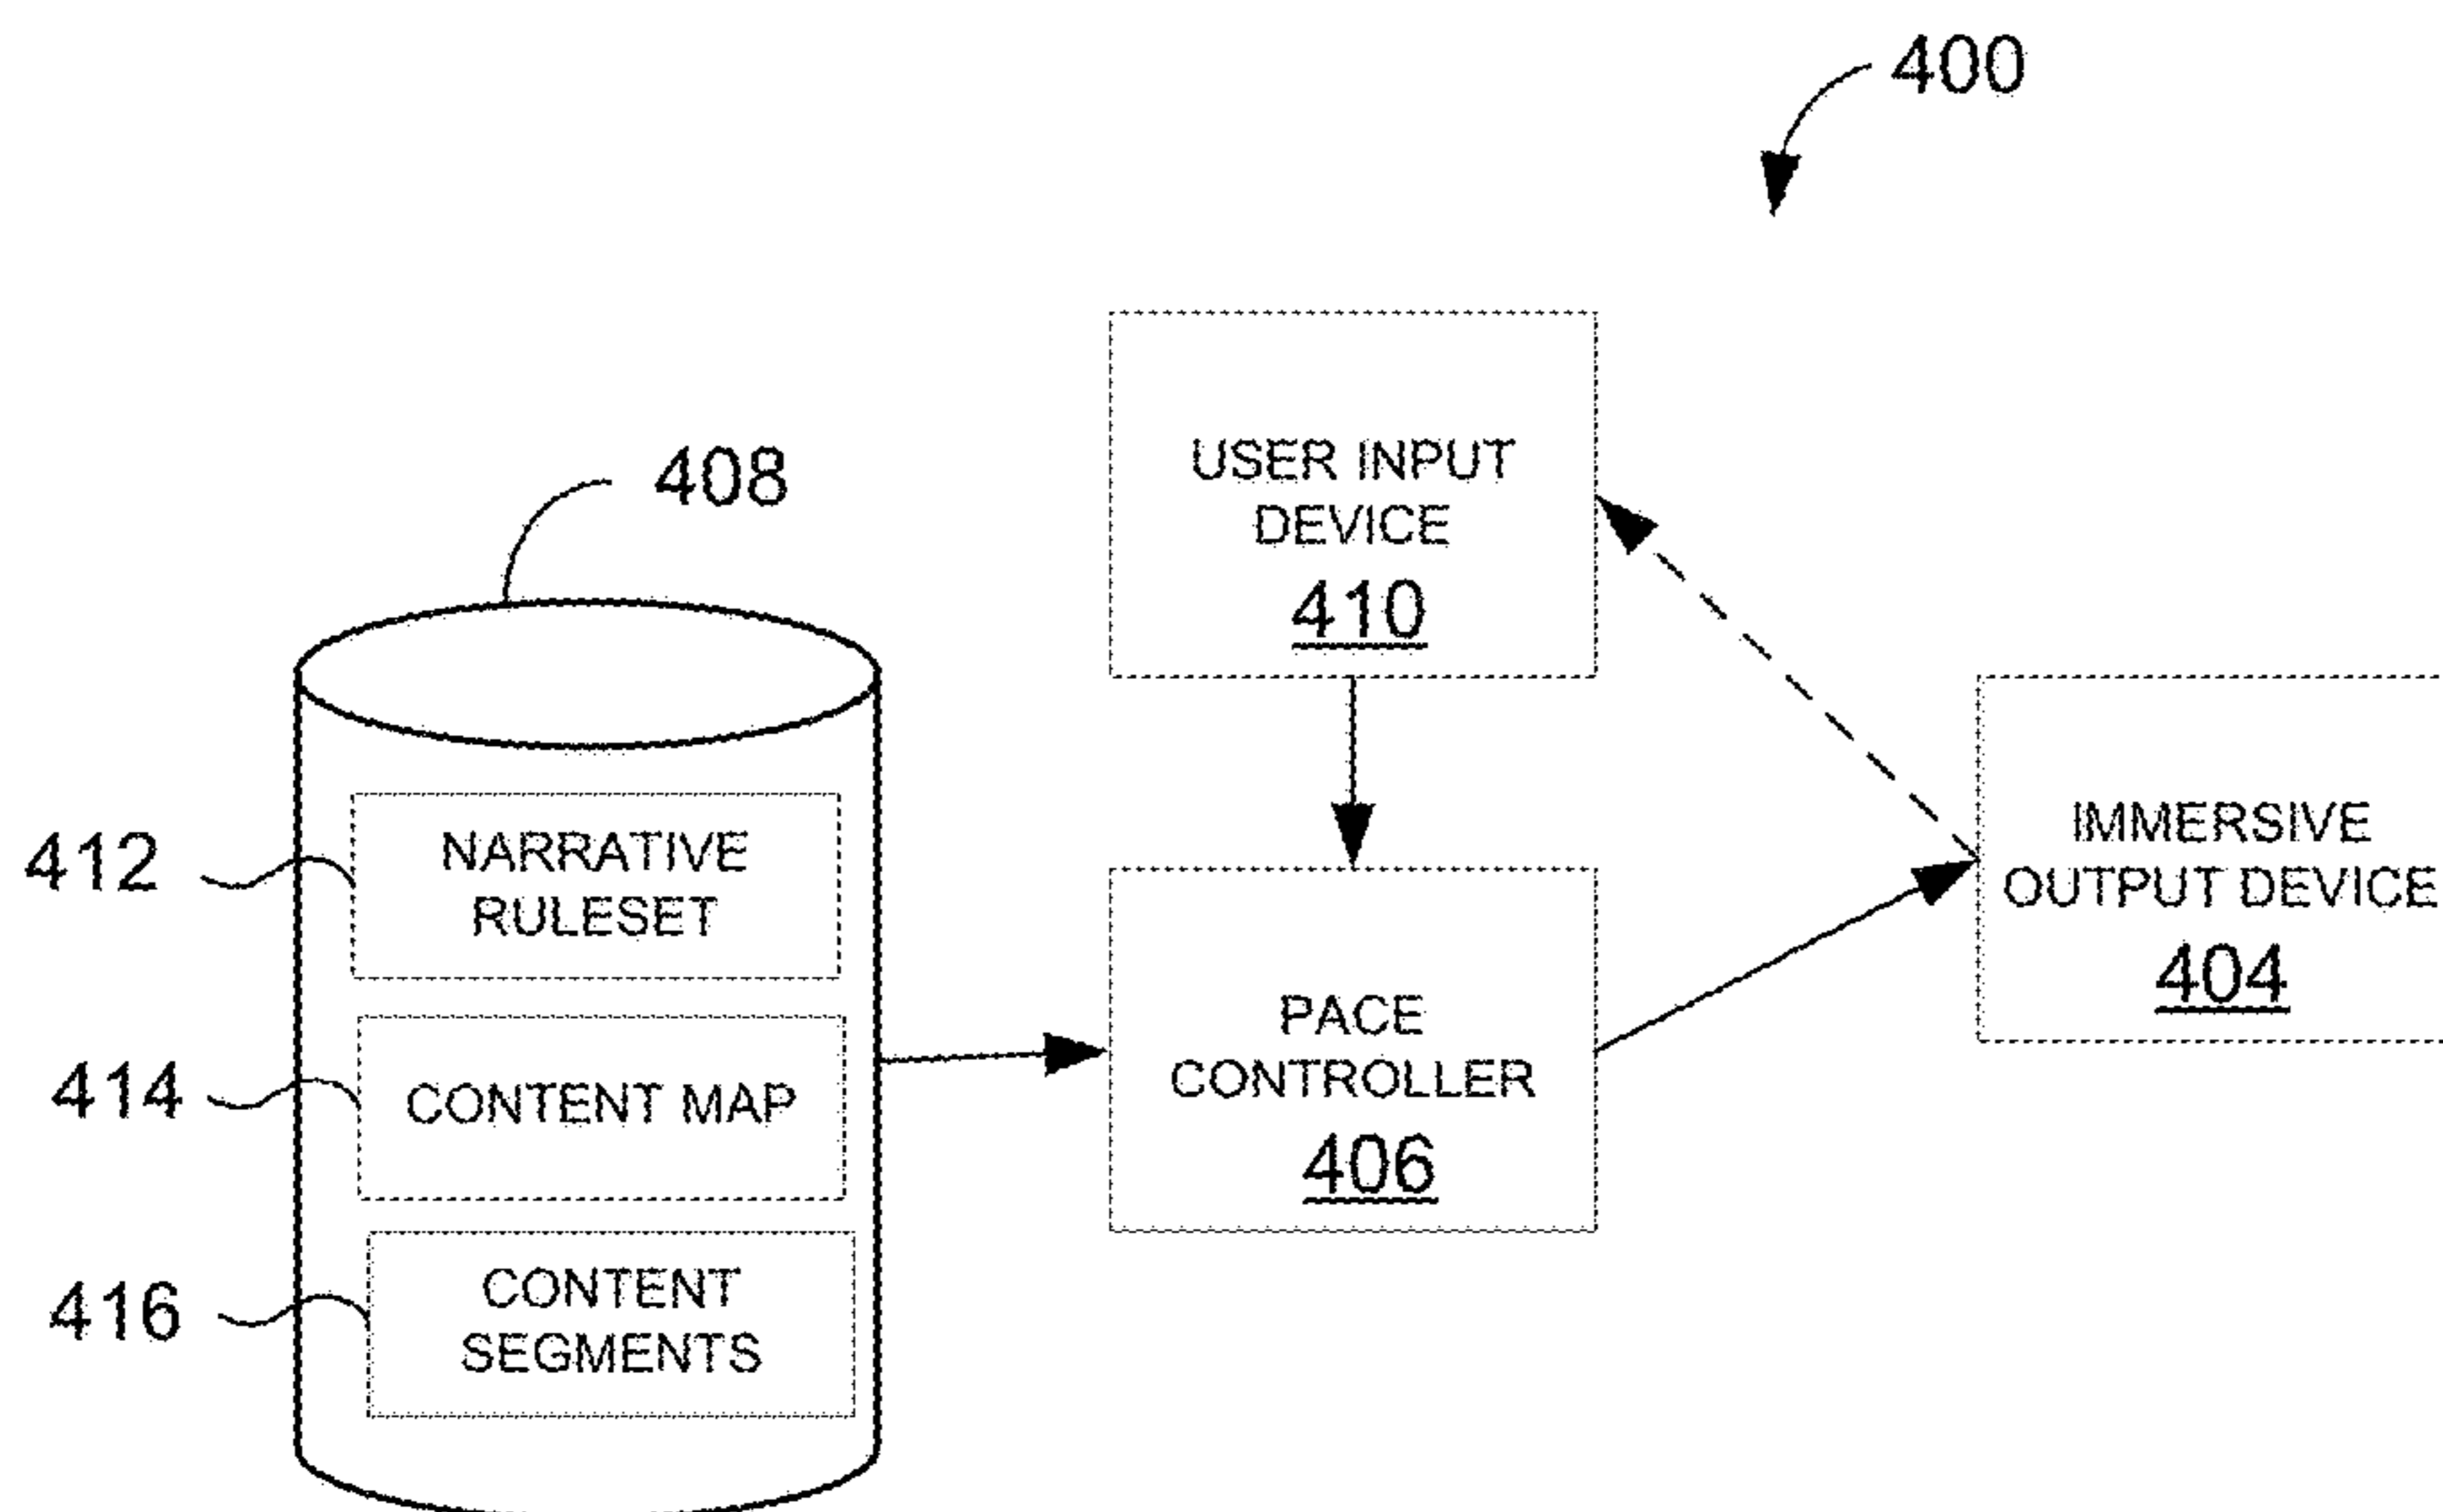 400
408
USER INPUT
DEVICE
410
412
NARRATIVE
RULESET
IMMERSIVE
OUTPUT DEVICE
404
414
CONTENT MAP
PACE
CONTROLLER
406
416
CONTENT
SEGMENTS